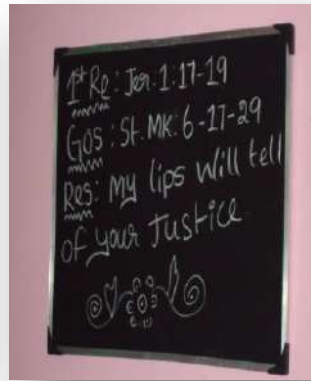 1st Re: Jer. 1:17-19
Gos: St. Mk: 6-17-29
Res: My lips will tell
of your Justice